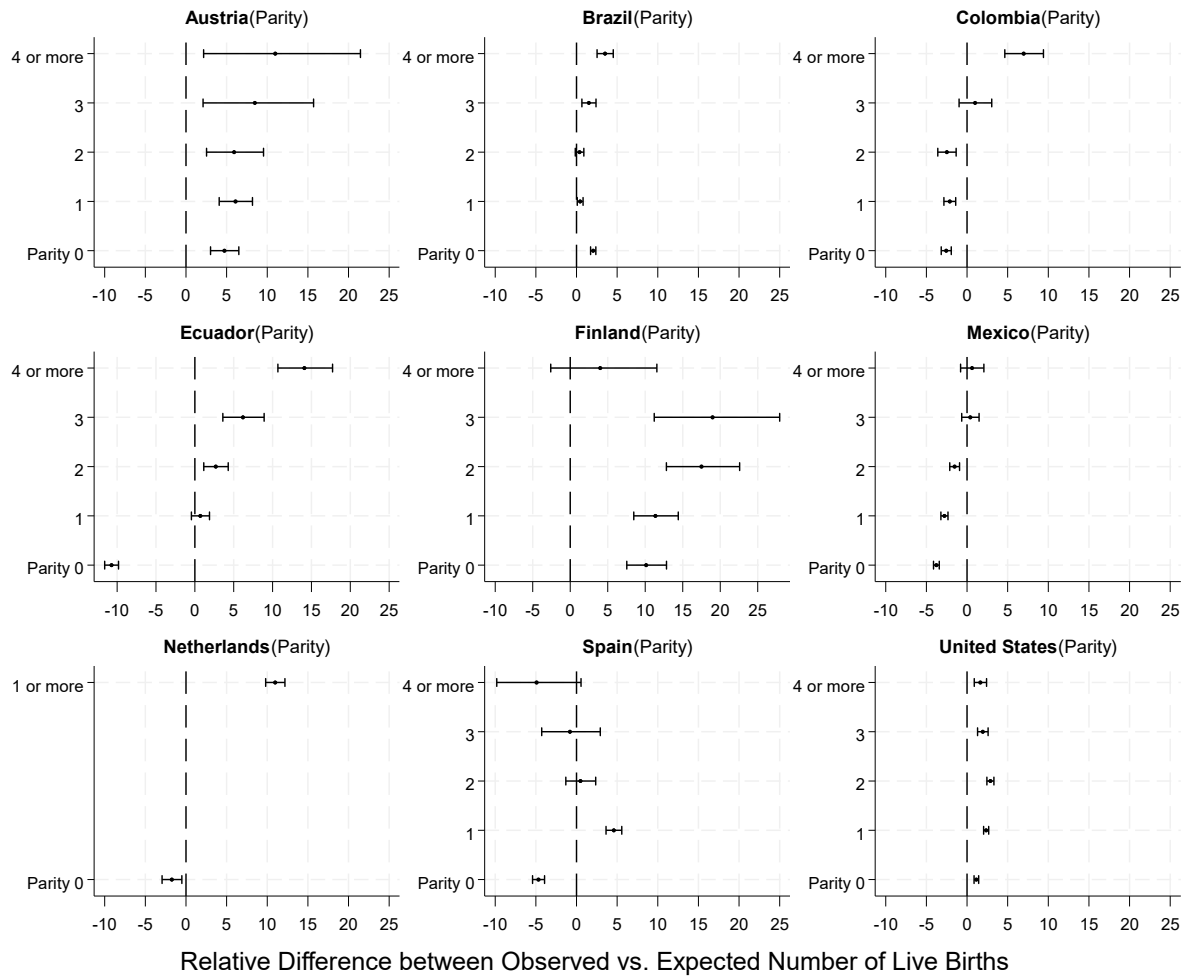 Austria(Parity)
4 or more
3
2
1
Parity 0
-10 -5 0 5 10 15 20 25
Brazil(Parity)
4 or more
3
2
1
Parity 0
-10 -5 0 5 10 15 20 25
Colombia(Parity)
4 or more
3
2
1
Parity 0
-10 -5 0 5 10 15 20 25
Ecuador(Parity)
4 or more
3
2
1
Parity 0
-10 -5 0 5 10 15 20 25
Finland(Parity)
4 or more
3
2
1
Parity 0
-10 -5 0 5 10 15 20 25
Mexico(Parity)
4 or more
3
2
1
Parity 0
-10 -5 0 5 10 15 20 25
Netherlands(Parity)
1 or more
Parity 0
-10 -5 0 5 10 15 20 25
Spain(Parity)
4 or more
3
2
1
Parity 0
-10 -5 0 5 10 15 20 25
United States(Parity)
4 or more
3
2
1
Parity 0
-10 -5 0 5 10 15 20 25
Relative Difference between Observed vs. Expected Number of Live Births